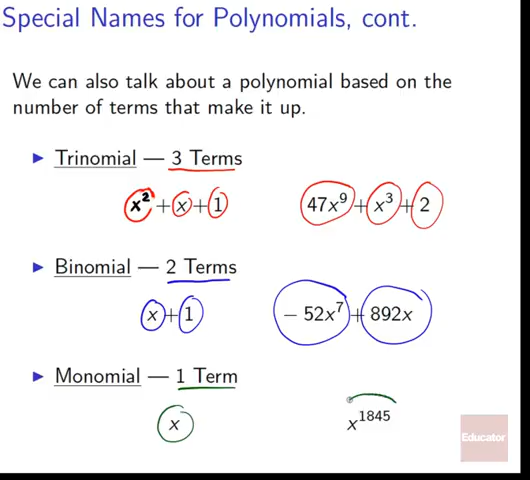 Special Names for Polynomials, cont.
We can also talk about a polynomial based on the
number of terms that make it up.
▶ Trinomial — 3 Terms
x² + x + 1 47x⁹ + x³ + 2
▶ Binomial — 2 Terms
x + 1 − 52x⁷ + 892x
▶ Monomial — 1 Term
x x¹⁸⁴⁵
Educator